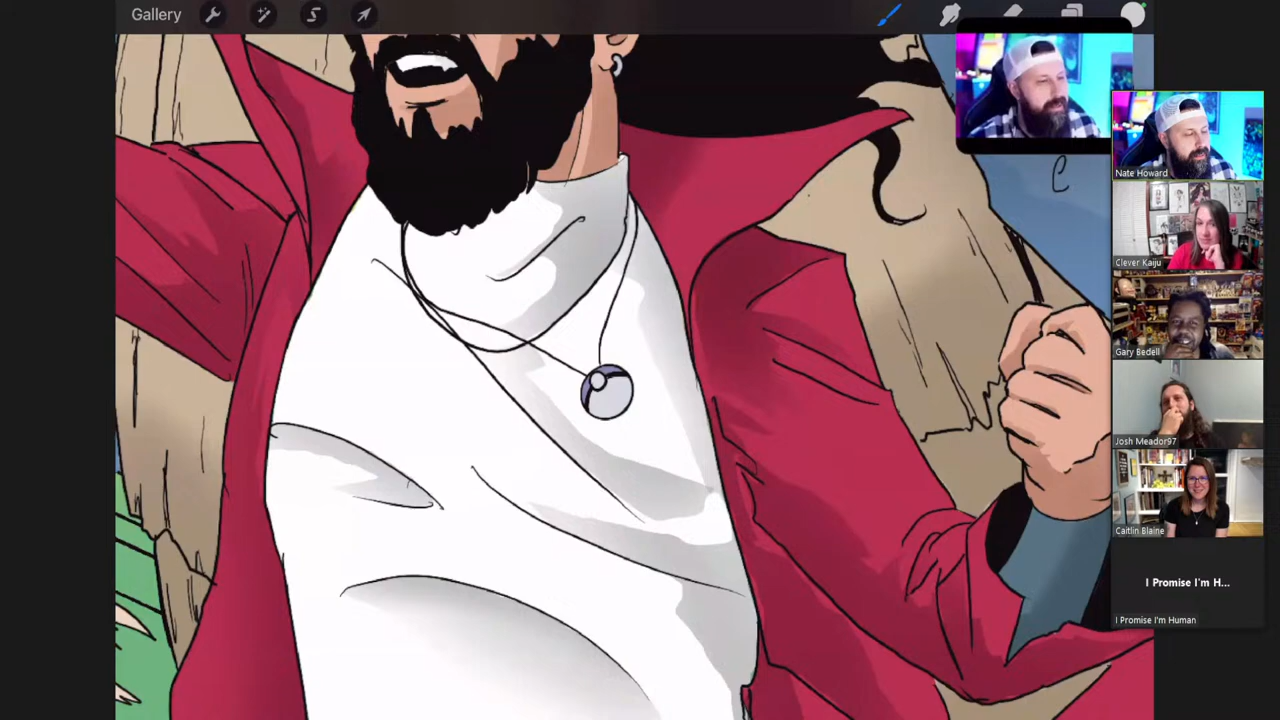 Gallery
Nate Howard
Clever Kaiju
Gary Bedell
Josh Meador97
Caitlin Blaine
I Promise I'm H...
I Promise I'm Human